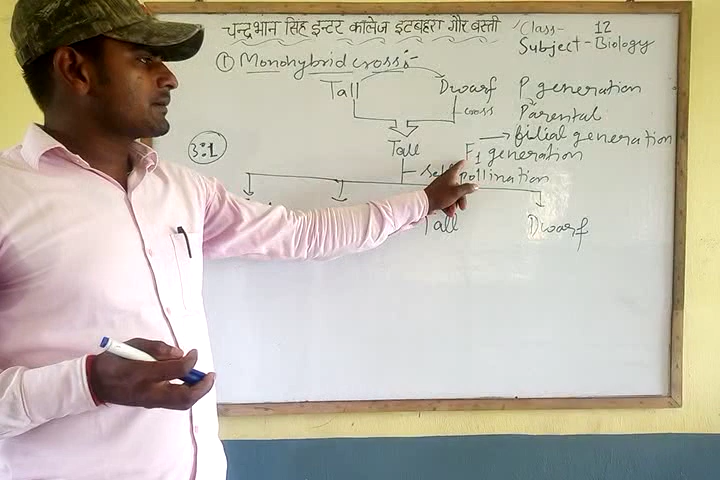 चन्द्रभान सिंह इन्टर कालेज इटबहरा गौर बस्ती
Class- 12
Subject- Biology
① Monohybrid cross:-
Tall Dwarf P generation
cross
Parental
filial generation
3:1
Tall F1 generation
Self pollination
Tall Dwarf